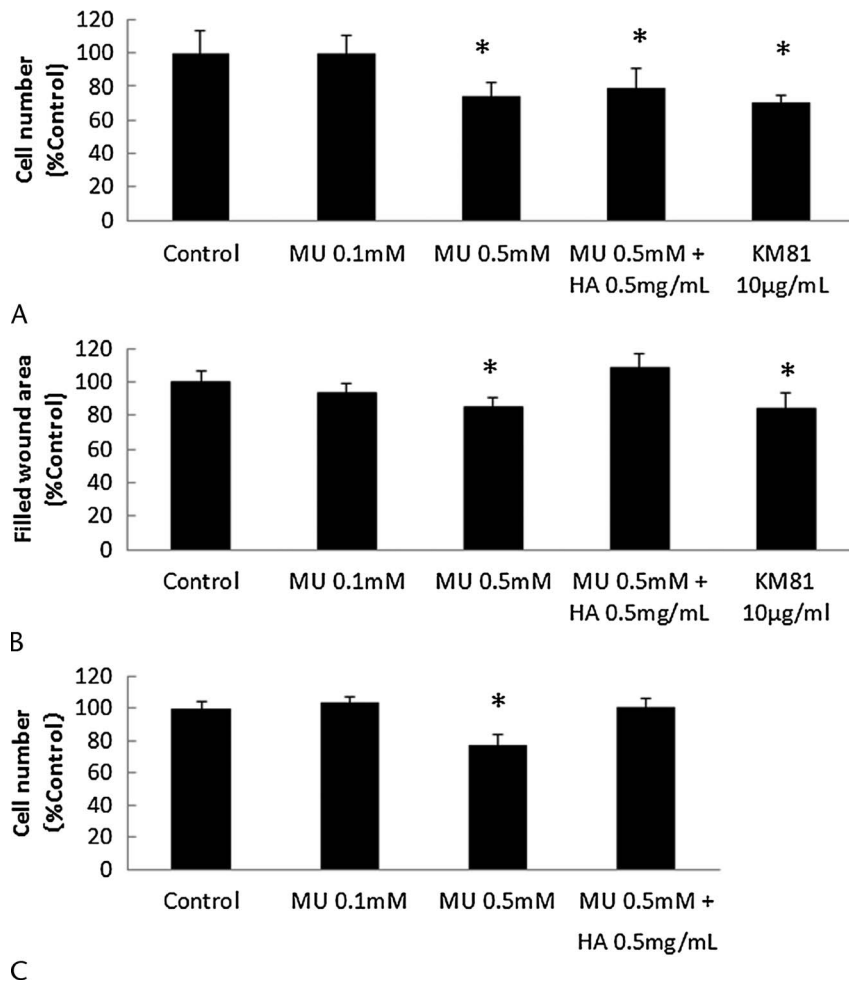 120
100
80
60
40
20
0
Cell number
(%Control)
*
*
*
Control
MU 0.1mM
MU 0.5mM
MU 0.5mM +
HA 0.5mg/mL
KM81
10µg/mL
A
120
100
80
60
40
20
0
Filled wound area
(%Control)
*
*
Control
MU 0.1mM
MU 0.5mM
MU 0.5mM +
HA 0.5mg/mL
KM81
10µg/ml
B
120
100
80
60
40
20
0
Cell number
(%Control)
*
Control
MU 0.1mM
MU 0.5mM
MU 0.5mM +
HA 0.5mg/mL
C